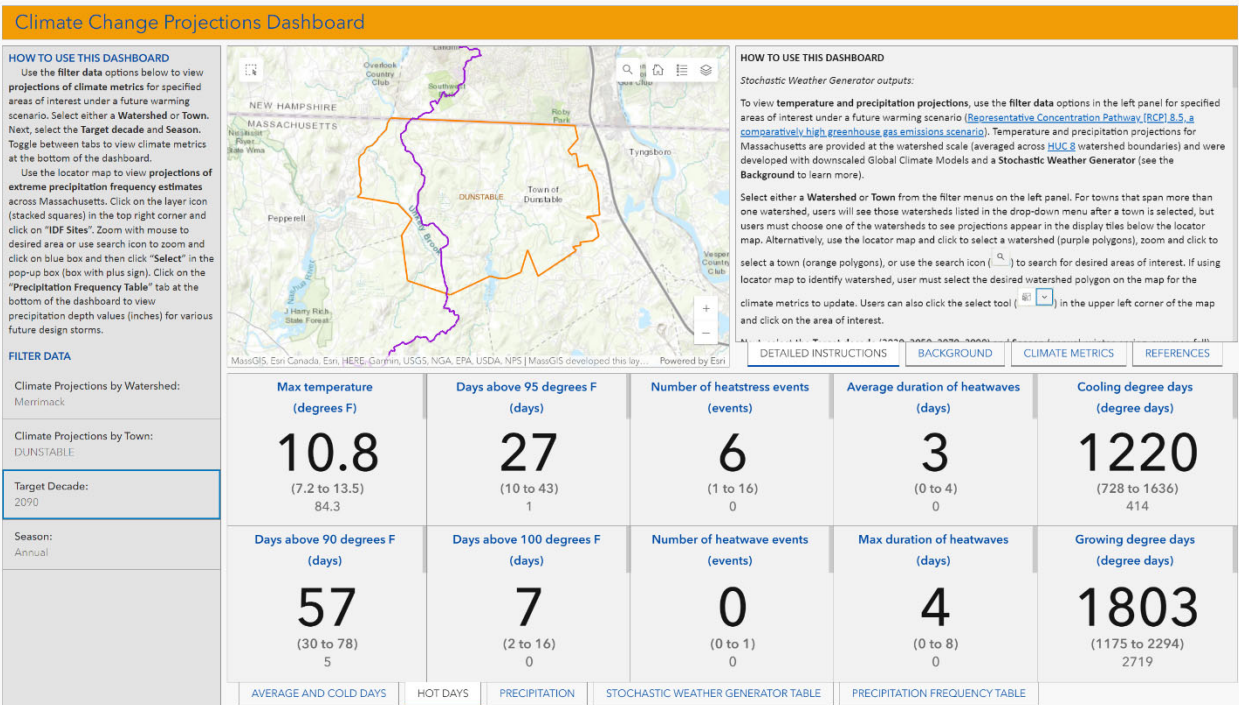 Climate Change Projections Dashboard
HOW TO USE THIS DASHBOARD
Use the filter data options below to view
projections of climate metrics for specified
areas of interest under a future warming
scenario. Select either a Watershed or Town.
Next, select the Target decade and Season.
Toggle between tabs to view climate metrics
at the bottom of the dashboard.
Use the locator map to view projections of
extreme precipitation frequency estimates
across Massachusetts. Click on the layer icon
(stacked squares) in the top right corner and
click on "IDF Sites". Zoom with mouse to
desired area or use search icon to zoom and
click on blue box and then click "Select" in the
pop-up box (box with plus sign). Click on the
"Precipitation Frequency Table" tab at the
bottom of the dashboard to view
precipitation depth values (inches) for various
future design storms.
FILTER DATA
Climate Projections by Watershed:
Merrimack
Climate Projections by Town:
DUNSTABLE
Target Decade:
2090
Season:
Annual
Overlook
Country
Club
NEW HAMPSHIRE
MASSACHUSETTS
Roby
Park
Tyngsboro
Town of
Dunstable
DUNSTABLE
Unkety Brook
Pepperell
Nashua River
Vesper
Country
Club
J Harry Rich
State Forest
+
−
MassGIS, Esri Canada, Esri, HERE, Garmin, USGS, NGA, EPA, USDA, NPS | MassGIS developed this lay... Powered by Esri
HOW TO USE THIS DASHBOARD
Stochastic Weather Generator outputs:
To view temperature and precipitation projections, use the filter data options in the left panel for specified
areas of interest under a future warming scenario (Representative Concentration Pathway [RCP] 8.5, a
comparatively high greenhouse gas emissions scenario). Temperature and precipitation projections for
Massachusetts are provided at the watershed scale (averaged across HUC 8 watershed boundaries) and were
developed with downscaled Global Climate Models and a Stochastic Weather Generator (see the
Background to learn more).
Select either a Watershed or Town from the filter menus on the left panel. For towns that span more than
one watershed, users will see those watersheds listed in the drop-down menu after a town is selected, but
users must choose one of the watersheds to see projections appear in the display tiles below the locator
map. Alternatively, use the locator map and click to select a watershed (purple polygons), zoom and click to
select a town (orange polygons), or use the search icon ( ) to search for desired areas of interest. If using
locator map to identify watershed, user must select the desired watershed polygon on the map for the
climate metrics to update. Users can also click the select tool ( ) in the upper left corner of the map
and click on the area of interest.
DETAILED INSTRUCTIONS BACKGROUND CLIMATE METRICS REFERENCES
Max temperature
(degrees F)
10.8
(7.2 to 13.5)
84.3
Days above 95 degrees F
(days)
27
(10 to 43)
1
Number of heatstress events
(events)
6
(1 to 16)
0
Average duration of heatwaves
(days)
3
(0 to 4)
0
Cooling degree days
(degree days)
1220
(728 to 1636)
414
Days above 90 degrees F
(days)
57
(30 to 78)
5
Days above 100 degrees F
(days)
7
(2 to 16)
0
Number of heatwave events
(events)
0
(0 to 1)
0
Max duration of heatwaves
(days)
4
(0 to 8)
0
Growing degree days
(degree days)
1803
(1175 to 2294)
2719
AVERAGE AND COLD DAYS HOT DAYS PRECIPITATION STOCHASTIC WEATHER GENERATOR TABLE PRECIPITATION FREQUENCY TABLE